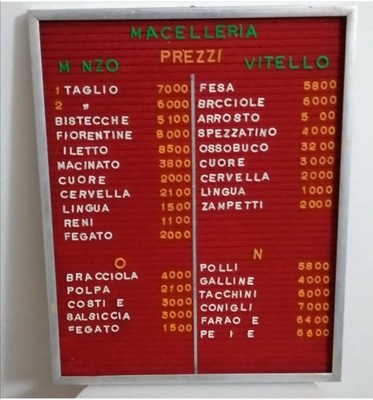 MACELLERIA
PREZZI
M NZO
1 TAGLIO 7000
2 " 6000
BISTECCHE 5100
FIORENTINE 8000
ILETTO 8500
MACINATO 3800
CUORE 2000
CERVELLA 2100
LINGUA 1500
RENI 1100
FEGATO 2000
O
BRACCIOLA 4000
POLPA 2100
COSTI E 3000
SALSICCIA 3000
FEGATO 1500
VITELLO
FESA 5800
BRCCIOLE 6000
ARROSTO 5 00
SPEZZATINO 4000
OSSOBUCO 3200
CUORE 3000
CERVELLA 2000
LINGUA 1000
ZAMPETTI 2000
N
POLLI 5800
GALLINE 4000
TACCHINI 6000
CONIGLI 7000
FARAO E 6400
PE I E 6600